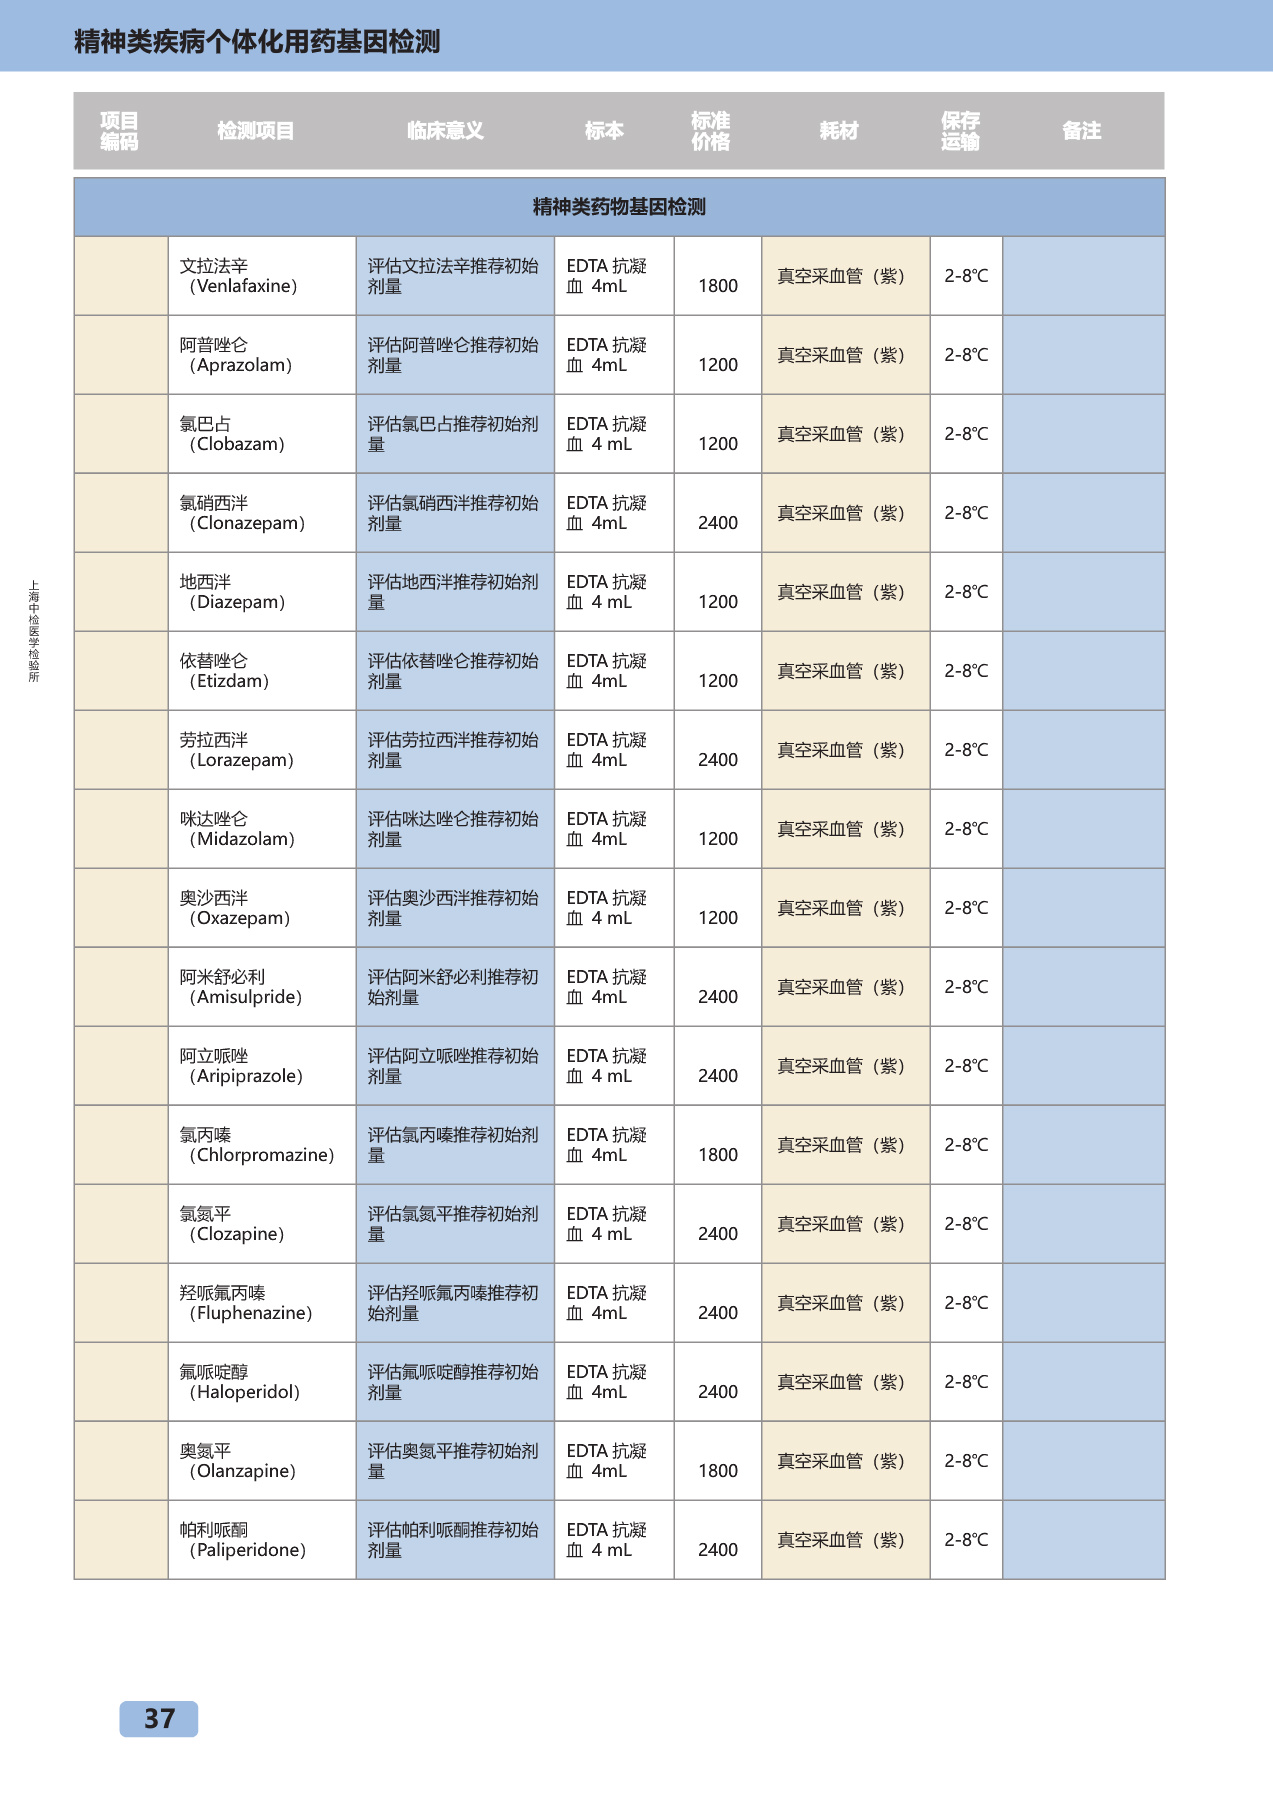 精神类疾病个体化用药基因检测
项目
编码
检测项目
临床意义
标本
标准
价格
耗材
保存
运输
备注
精神类药物基因检测
文拉法辛
（Venlafaxine）
评估文拉法辛推荐初始
剂量
EDTA 抗凝
血 4mL
1800
真空采血管（紫）
2-8℃
阿普唑仑
（Aprazolam）
评估阿普唑仑推荐初始
剂量
EDTA 抗凝
血 4mL
1200
真空采血管（紫）
2-8℃
氯巴占
（Clobazam）
评估氯巴占推荐初始剂
量
EDTA 抗凝
血 4 mL
1200
真空采血管（紫）
2-8℃
氯硝西泮
（Clonazepam）
评估氯硝西泮推荐初始
剂量
EDTA 抗凝
血 4mL
2400
真空采血管（紫）
2-8℃
地西泮
（Diazepam）
评估地西泮推荐初始剂
量
EDTA 抗凝
血 4 mL
1200
真空采血管（紫）
2-8℃
依替唑仑
（Etizdam）
评估依替唑仑推荐初始
剂量
EDTA 抗凝
血 4mL
1200
真空采血管（紫）
2-8℃
劳拉西泮
（Lorazepam）
评估劳拉西泮推荐初始
剂量
EDTA 抗凝
血 4mL
2400
真空采血管（紫）
2-8℃
咪达唑仑
（Midazolam）
评估咪达唑仑推荐初始
剂量
EDTA 抗凝
血 4mL
1200
真空采血管（紫）
2-8℃
奥沙西泮
（Oxazepam）
评估奥沙西泮推荐初始
剂量
EDTA 抗凝
血 4 mL
1200
真空采血管（紫）
2-8℃
阿米舒必利
（Amisulpride）
评估阿米舒必利推荐初
始剂量
EDTA 抗凝
血 4mL
2400
真空采血管（紫）
2-8℃
阿立哌唑
（Aripiprazole）
评估阿立哌唑推荐初始
剂量
EDTA 抗凝
血 4 mL
2400
真空采血管（紫）
2-8℃
氯丙嗪
（Chlorpromazine）
评估氯丙嗪推荐初始剂
量
EDTA 抗凝
血 4mL
1800
真空采血管（紫）
2-8℃
氯氮平
（Clozapine）
评估氯氮平推荐初始剂
量
EDTA 抗凝
血 4 mL
2400
真空采血管（紫）
2-8℃
羟哌氟丙嗪
（Fluphenazine）
评估羟哌氟丙嗪推荐初
始剂量
EDTA 抗凝
血 4mL
2400
真空采血管（紫）
2-8℃
氟哌啶醇
（Haloperidol）
评估氟哌啶醇推荐初始
剂量
EDTA 抗凝
血 4mL
2400
真空采血管（紫）
2-8℃
奥氮平
（Olanzapine）
评估奥氮平推荐初始剂
量
EDTA 抗凝
血 4mL
1800
真空采血管（紫）
2-8℃
帕利哌酮
（Paliperidone）
评估帕利哌酮推荐初始
剂量
EDTA 抗凝
血 4 mL
2400
真空采血管（紫）
2-8℃
上海中检医学检验所
37